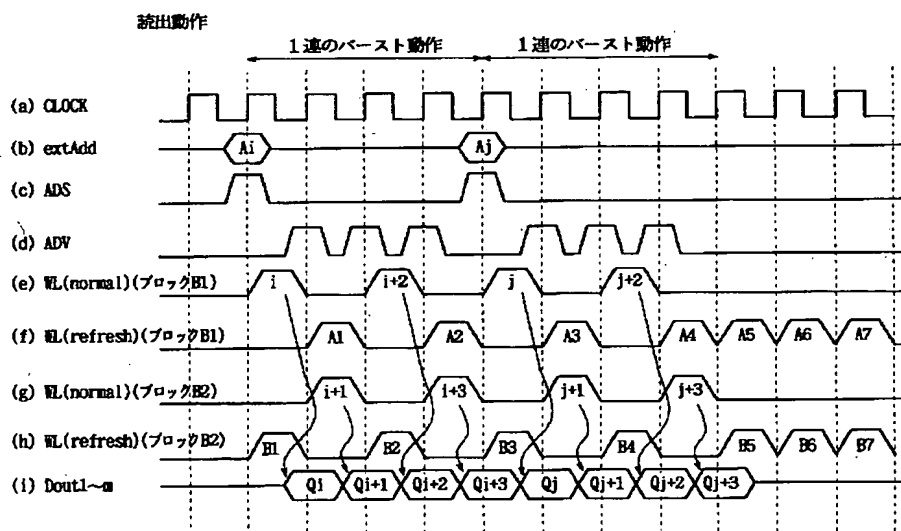 読出動作
1連のバースト動作 1連のバースト動作
(a) CLOCK
(b) extAdd Ai Aj
(c) ADS
(d) ADV
(e) WL(normal)(ブロックB1) i i+2 j j+2
(f) WL(refresh)(ブロックB1) A1 A2 A3 A4 A5 A6 A7
(g) WL(normal)(ブロックB2) i+1 i+3 j+1 j+3
(h) WL(refresh)(ブロックB2) B1 B2 B3 B4 B5 B6 B7
(i) Dout1~m Qi Qi+1 Qi+2 Qi+3 Qj Qj+1 Qj+2 Qj+3